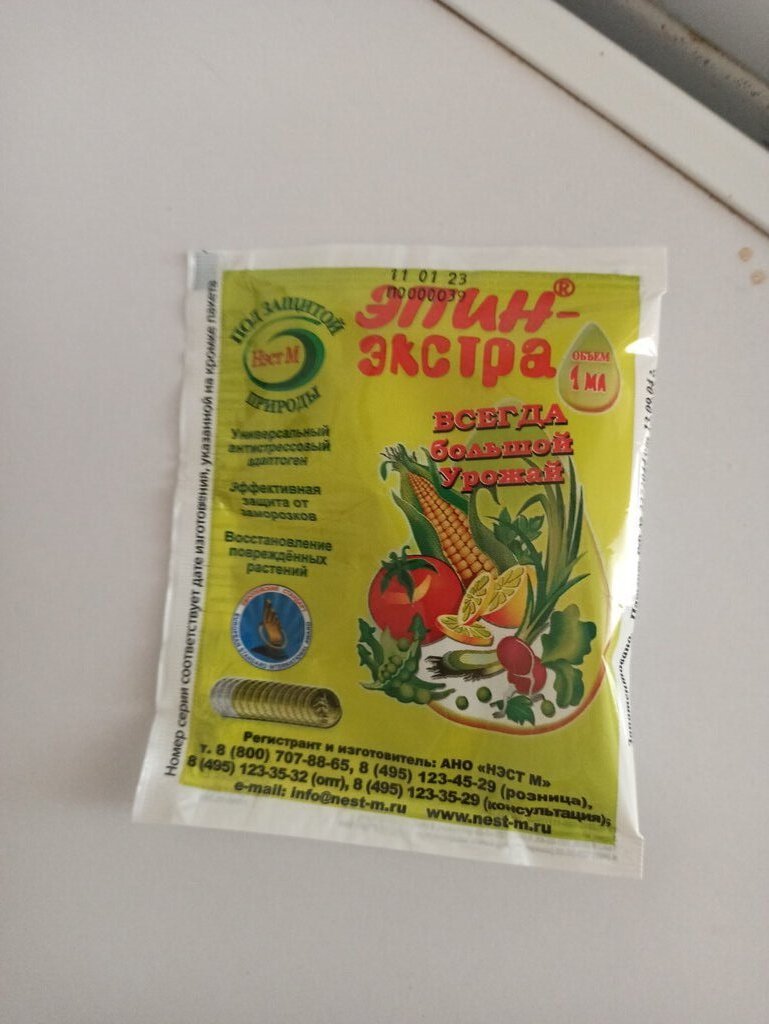 11 01 23
П0000039
ЭПИН®-
ЭКСТРА
ПОД ЗАЩИТОЙ
Нэст М
ПРИРОДЫ
ОБЪЕМ
1 МЛ
ВСЕГДА
большой
Урожай
Универсальный
антистрессовый
адаптоген
Эффективная
защита от
заморозков
Восстановление
повреждённых
растений
Номер серии соответствует дате изготовления, указанной на кромке пакета
Регистрант и изготовитель: АНО «НЭСТ М»
т. 8 (800) 707-88-65, 8 (495) 123-45-29 (розница),
8 (495) 123-35-32 (опт), 8 (495) 123-35-29 (консультация);
e-mail: info@nest-m.ru www.nest-m.ru